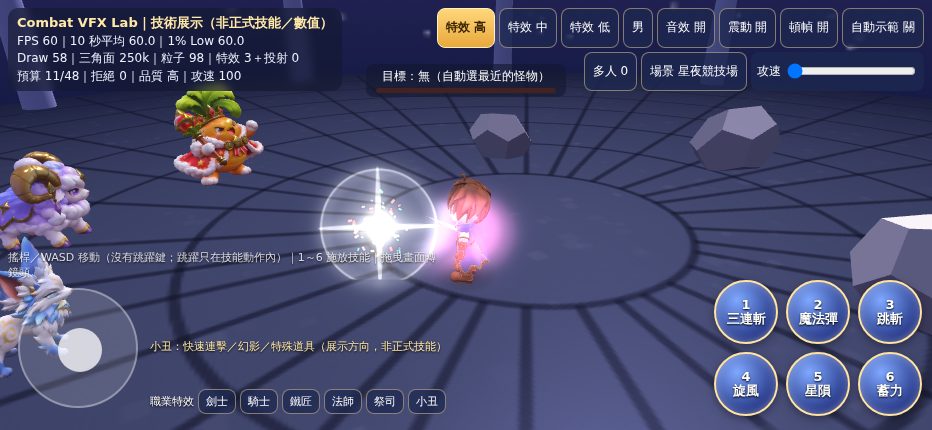 Combat VFX Lab｜技術展示（非正式技能／數值）
FPS 60｜10 秒平均 60.0｜1% Low 60.0
Draw 58｜三角面 250k｜粒子 98｜特效 3＋投射 0
預算 11/48｜拒絕 0｜品質 高｜攻速 100
特效 高
特效 中
特效 低
男
音效 開
震動 開
頓幀 開
自動示範 關
目標：無（自動選最近的怪物）
多人 0
場景 星夜競技場
攻速
搖桿／WASD 移動（沒有跳躍鍵；跳躍只在技能動作內）｜1～6 施放技能｜拖曳畫面轉
鏡頭
1
三連斬
2
魔法彈
3
跳斬
小丑：快速連擊／幻影／特殊道具（展示方向，非正式技能）
4
旋風
5
星隕
6
蓄力
職業特效
劍士
騎士
鐵匠
法師
祭司
小丑